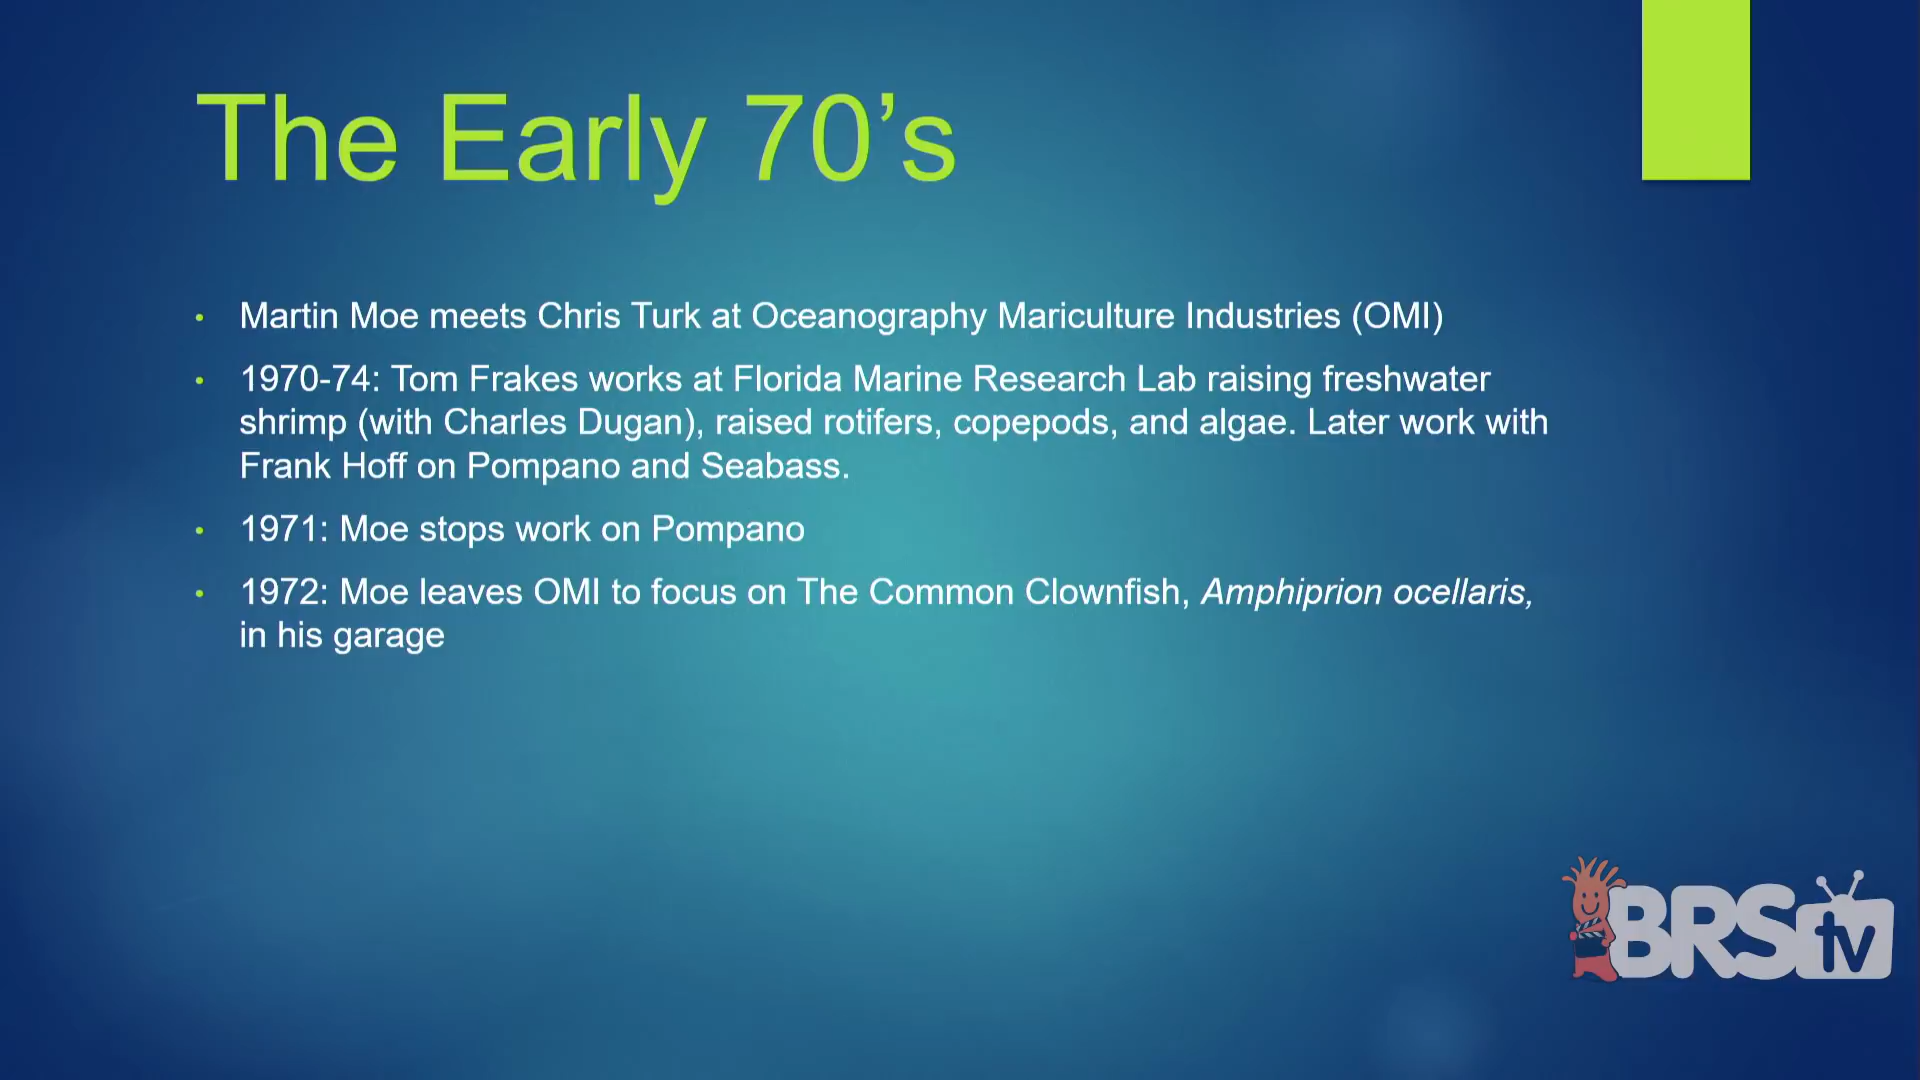 The Early 70’s
• Martin Moe meets Chris Turk at Oceanography Mariculture Industries (OMI)
• 1970-74: Tom Frakes works at Florida Marine Research Lab raising freshwater
shrimp (with Charles Dugan), raised rotifers, copepods, and algae. Later work with
Frank Hoff on Pompano and Seabass.
• 1971: Moe stops work on Pompano
• 1972: Moe leaves OMI to focus on The Common Clownfish, Amphiprion ocellaris,
in his garage
BRStv